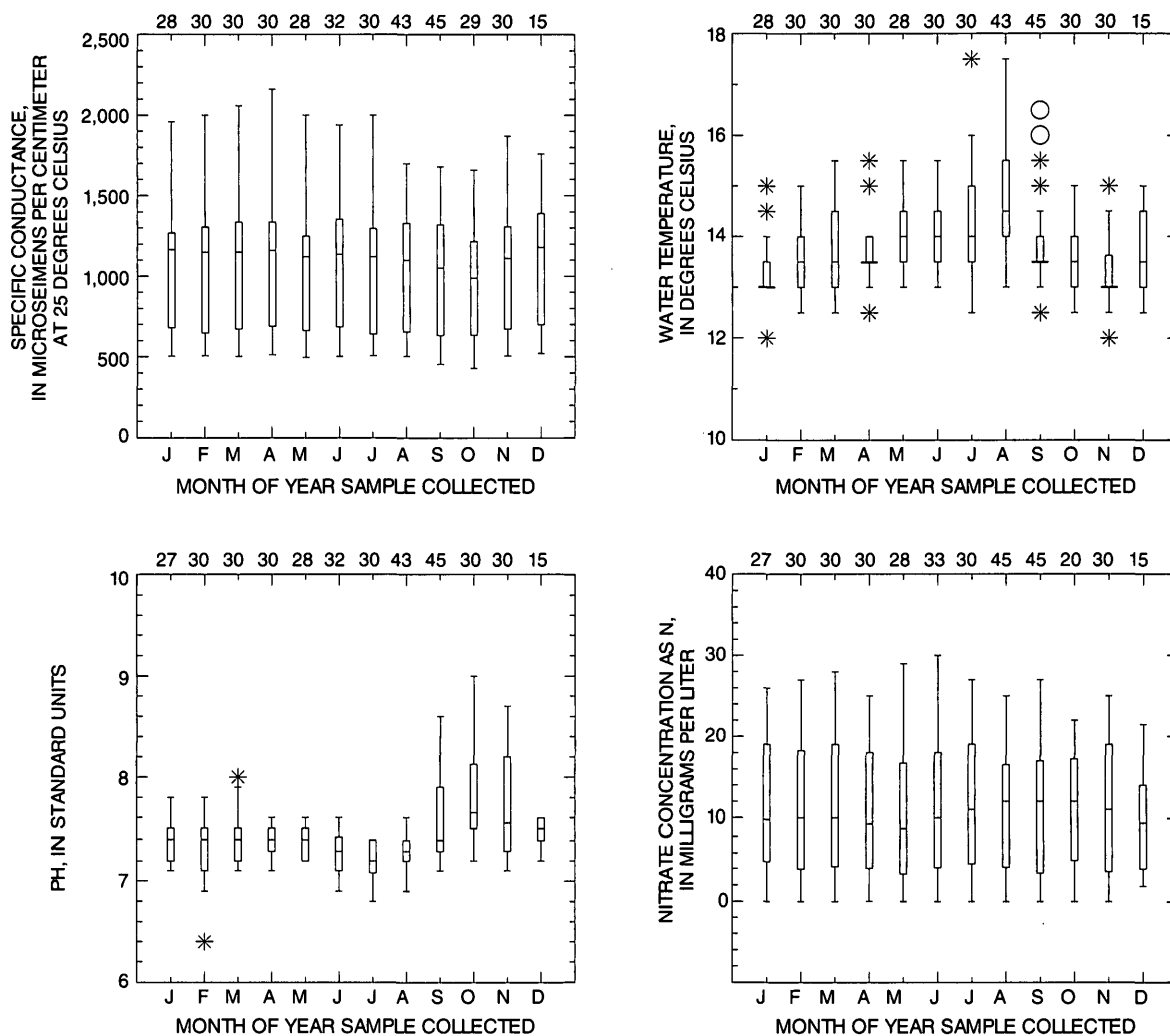 28 30 30 30 28 32 30 43 45 29 30 15
2,500
2,000
1,500
1,000
500
0
SPECIFIC CONDUCTANCE,
IN MICROSEIMENS PER CENTIMETER
AT 25 DEGREES CELSIUS
J F M A M J J A S O N D
MONTH OF YEAR SAMPLE COLLECTED
28 30 30 30 28 32 30 43 45 30 30 15
18
16
14
12
10
WATER TEMPERATURE,
IN DEGREES CELSIUS
J F M A M J J A S O N D
MONTH OF YEAR SAMPLE COLLECTED
27 30 30 30 28 32 30 43 45 29 30 15
10
9
8
7
6
PH, IN STANDARD UNITS
J F M A M J J A S O N D
MONTH OF YEAR SAMPLE COLLECTED
27 30 30 30 28 33 30 45 45 20 30 15
40
30
20
10
0
NITRATE CONCENTRATION AS N,
IN MILLIGRAMS PER LITER
J F M A M J J A S O N D
MONTH OF YEAR SAMPLE COLLECTED